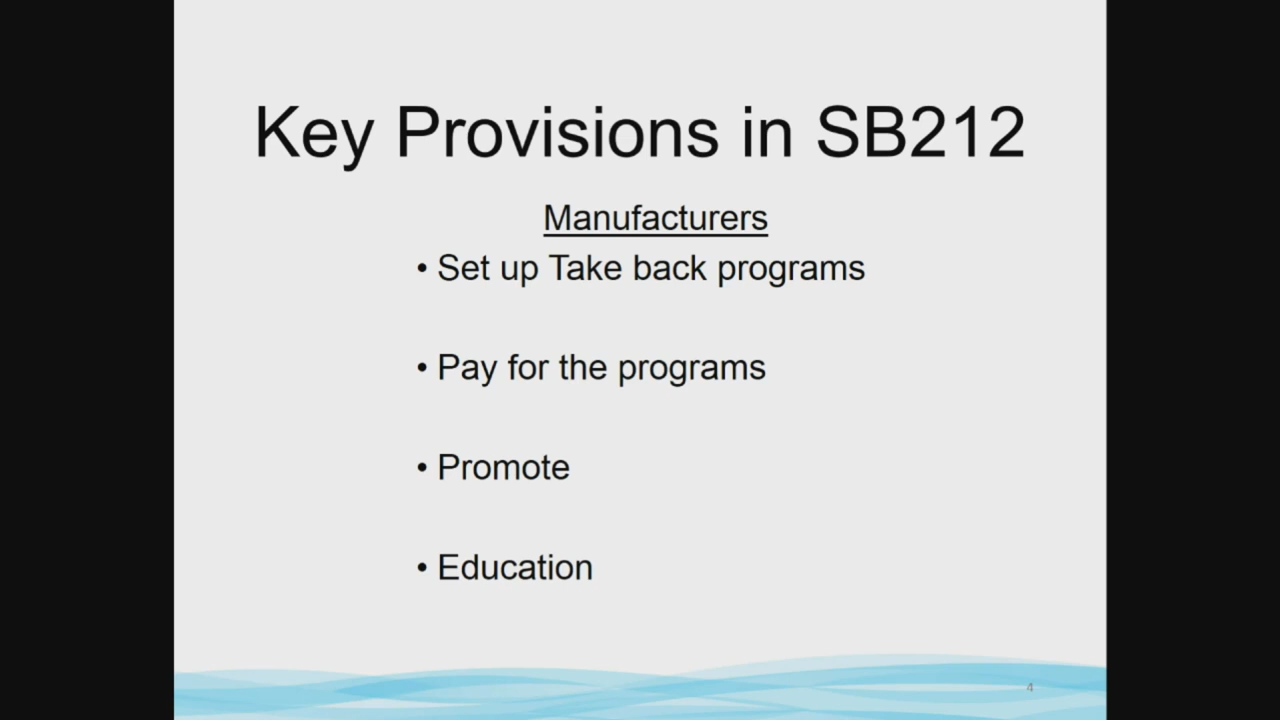 Key Provisions in SB212
Manufacturers
• Set up Take back programs
• Pay for the programs
• Promote
• Education
4